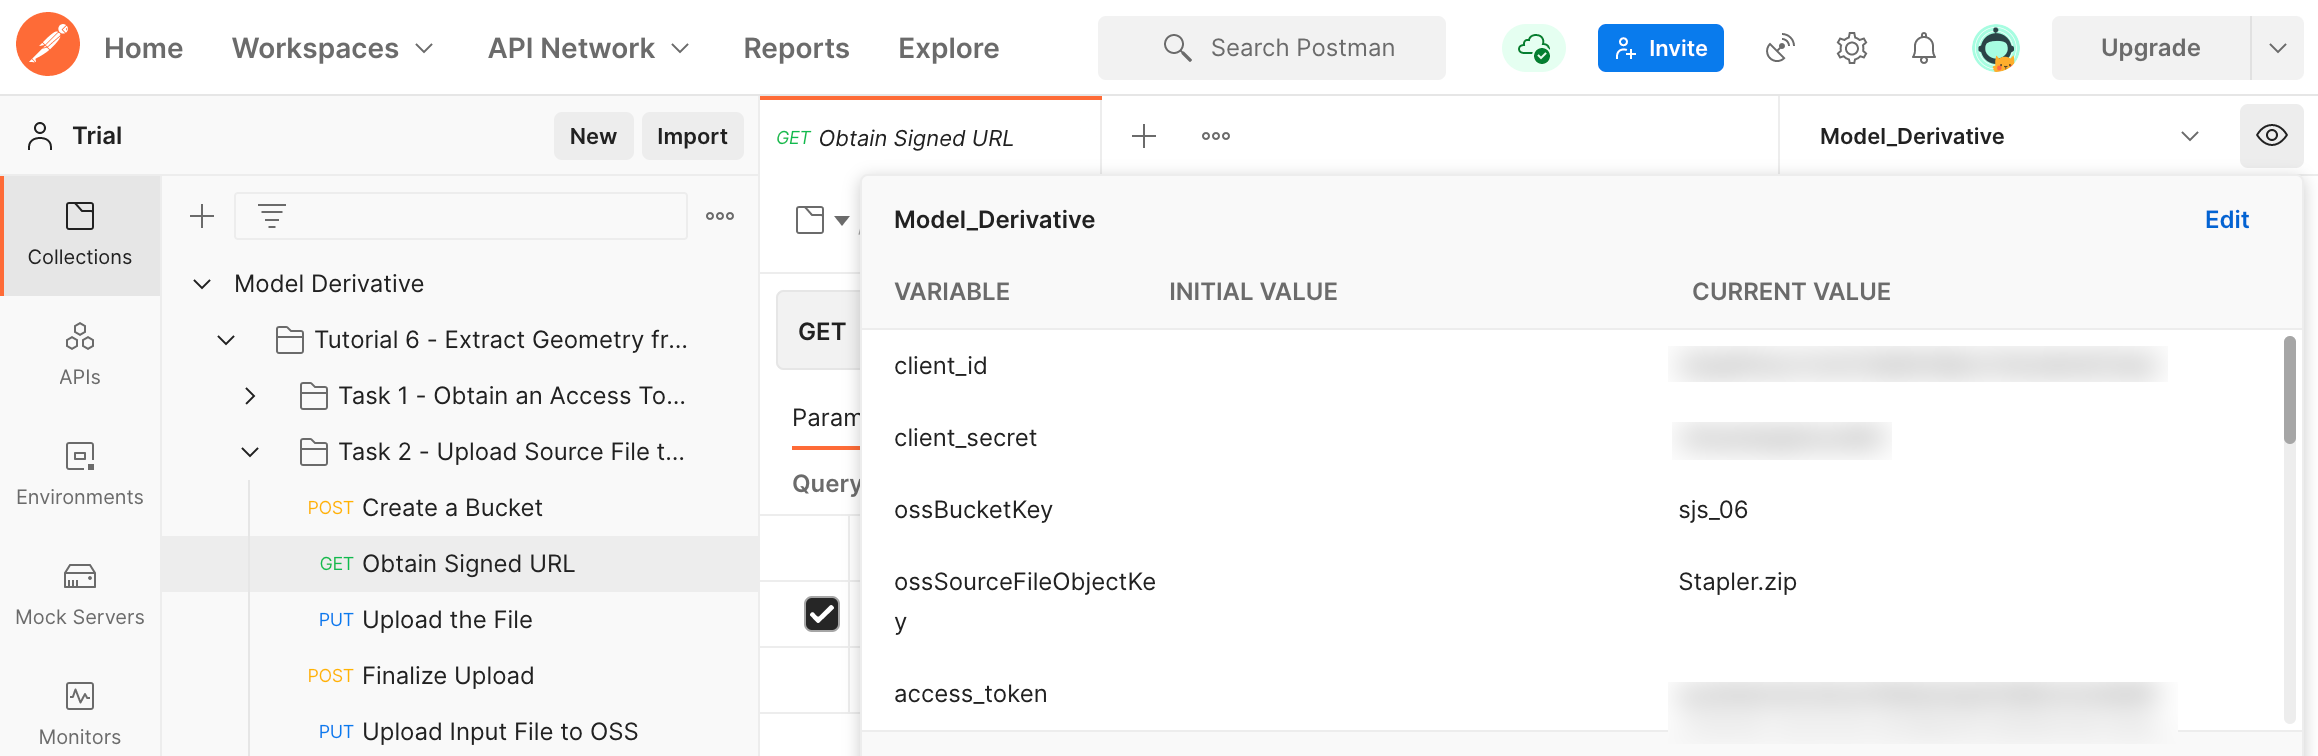 Home Workspaces API Network Reports Explore Search Postman Invite Upgrade
Trial New Import
GET Obtain Signed URL
Model_Derivative
Collections
APIs
Environments
Mock Servers
Monitors
Model Derivative
Tutorial 6 - Extract Geometry fr...
Task 1 - Obtain an Access To...
Task 2 - Upload Source File t...
POST Create a Bucket
GET Obtain Signed URL
PUT Upload the File
POST Finalize Upload
PUT Upload Input File to OSS
GET
Param
Query
Model_Derivative Edit
VARIABLE INITIAL VALUE CURRENT VALUE
client_id
client_secret
ossBucketKey sjs_06
ossSourceFileObjectKe Stapler.zip
y
access_token